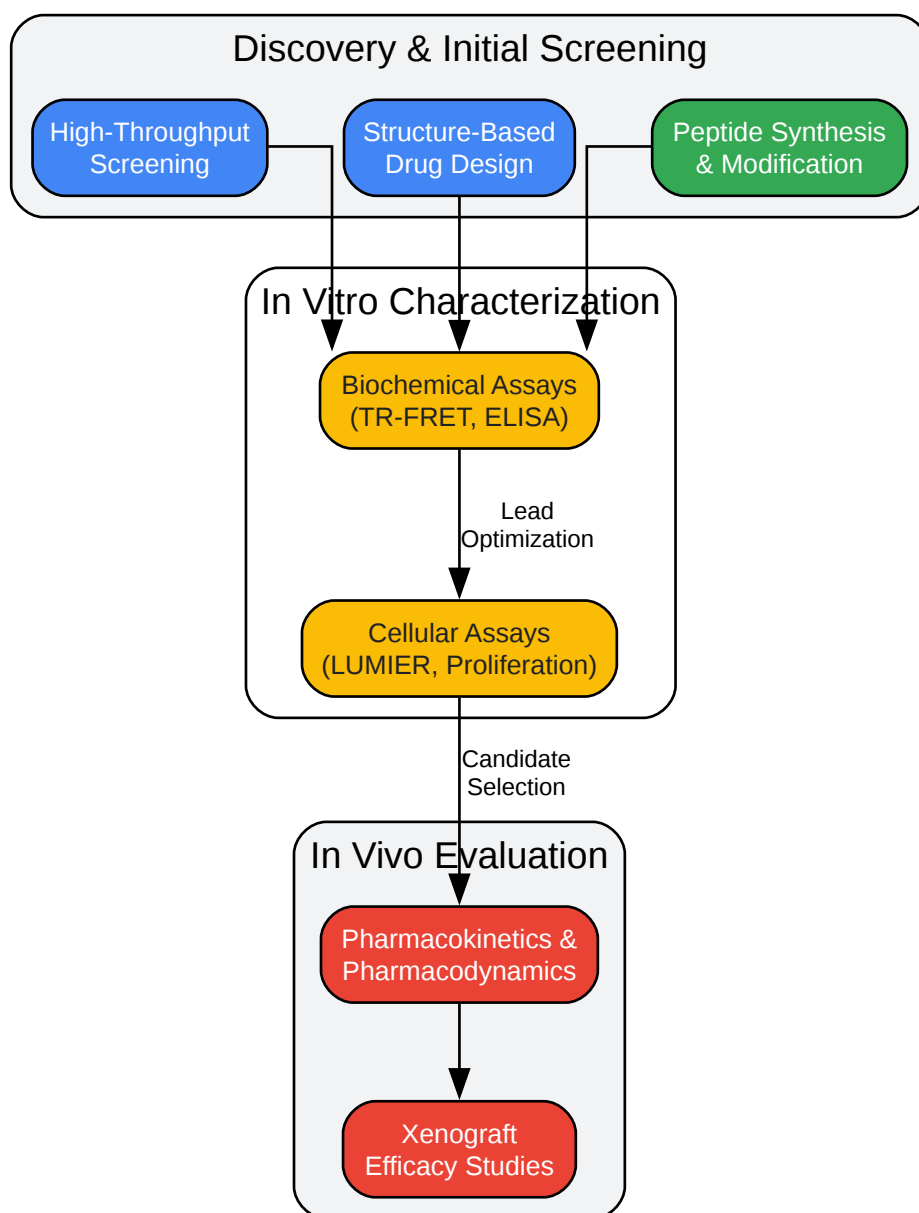 Discovery & Initial Screening
High-Throughput
Screening
Structure-Based
Drug Design
Peptide Synthesis
& Modification
In Vitro Characterization
Biochemical Assays
(TR-FRET, ELISA)
Lead
Optimization
Cellular Assays
(LUMIER, Proliferation)
Candidate
Selection
In Vivo Evaluation
Pharmacokinetics &
Pharmacodynamics
Xenograft
Efficacy Studies